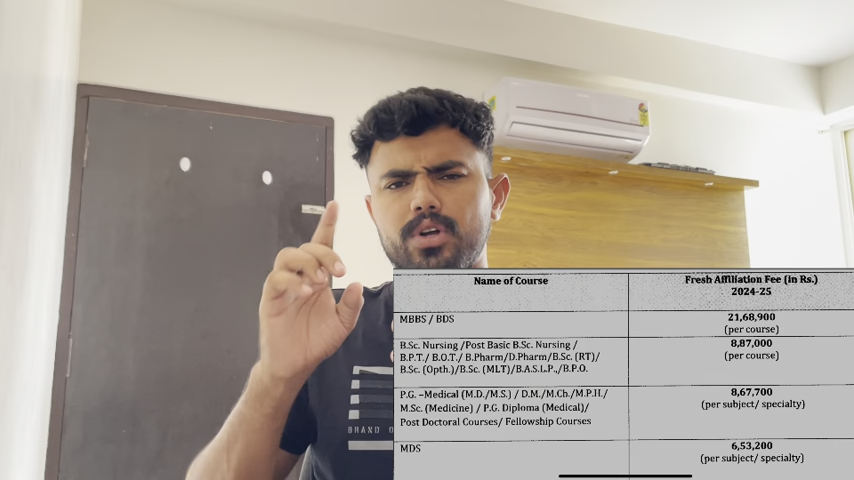 Name of Course
Fresh Affiliation Fee (in Rs.)
2024-25
MBBS / BDS
21,68,900
(per course)
B.Sc. Nursing /Post Basic B.Sc. Nursing /
B.P.T./ B.O.T./ B.Pharm/D.Pharm/B.Sc. (RT)/
B.Sc. (Opth.)/B.Sc. (MLT)/B.A.S.L.P.,/B.P.O.
8,87,000
(per course)
P.G. –Medical (M.D./M.S.) / D.M./M.Ch./M.P.H./
M.Sc. (Medicine) / P.G. Diploma (Medical)/
Post Doctoral Courses/ Fellowship Courses
8,67,700
(per subject/ specialty)
MDS
6,53,200
(per subject/ specialty)
BRAND